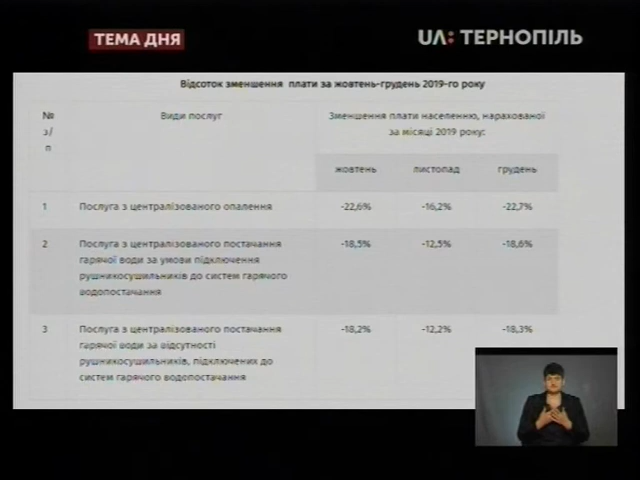 ТЕМА ДНЯ
UA: ТЕРНОПІЛЬ
Відсоток зменшення плати за жовтень-грудень 2019-го року
№ з/п
Види послуг
Зменшення плати населенню, нарахованої
за місяці 2019 року:
жовтень листопад грудень
1 Послуга з централізованого опалення -22,6% -16,2% -22,7%
2 Послуга з централізованого постачання -18,5% -12,5% -18,6%
гарячої води за умови підключення
рушникосушильників до систем гарячого
водопостачання
3 Послуга з централізованого постачання -18,2% -12,2% -18,3%
гарячої води за відсутності
рушникосушильників, підключених до
систем гарячого водопостачання